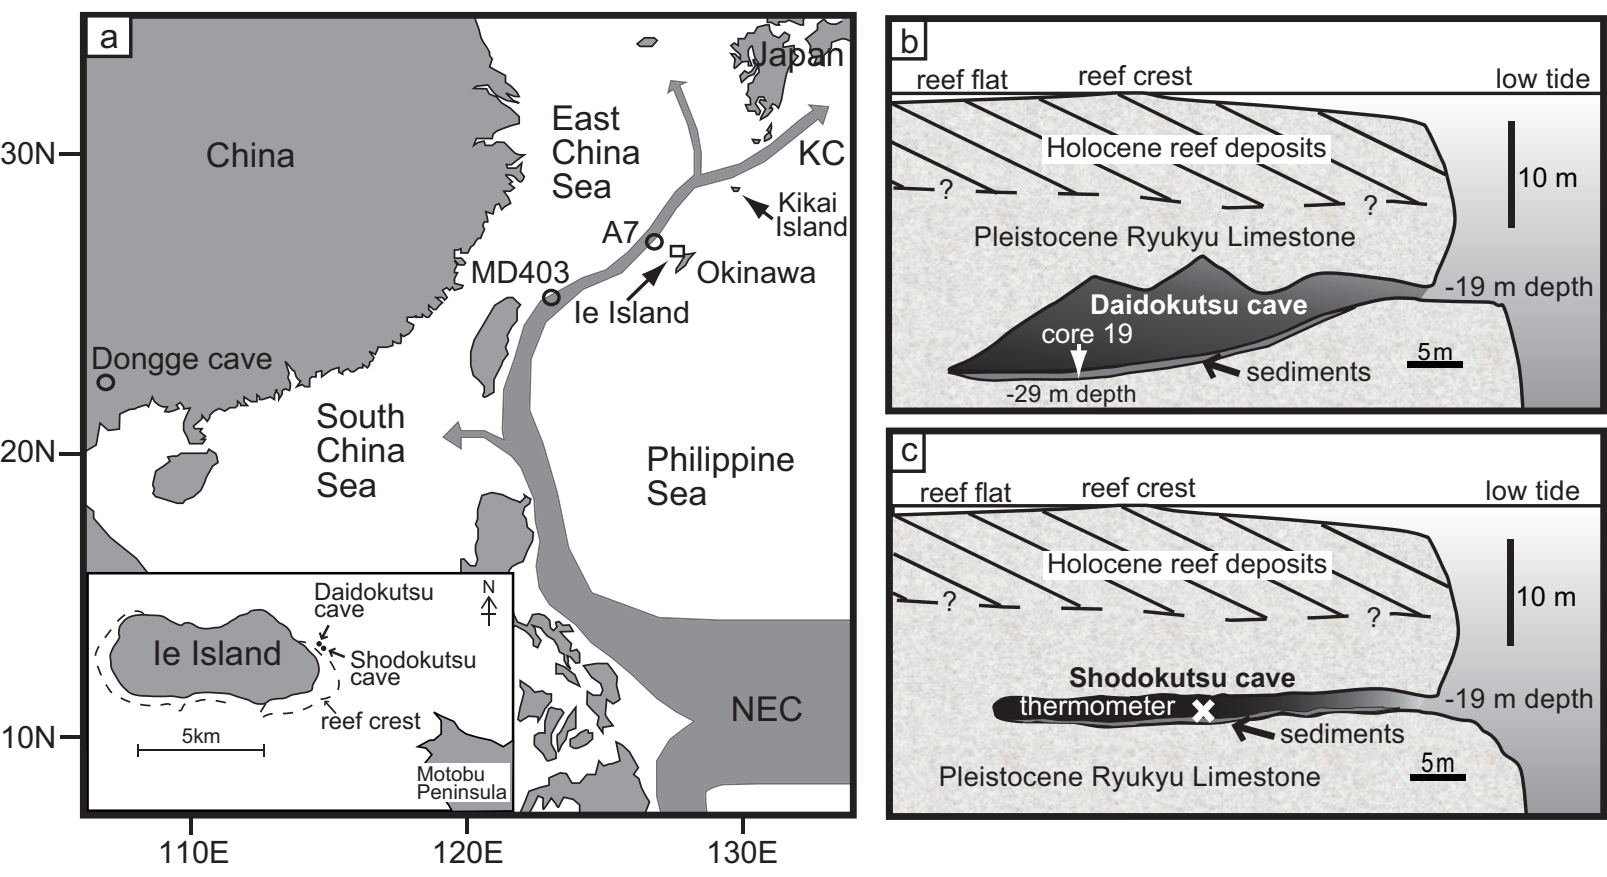 a
Japan
East
China
Sea
China
30N
KC
Kikai
Island
A7
MD403
Okinawa
Ie Island
Dongge cave
South
China
Sea
20N
Philippine
Sea
Daidokutsu
cave
N
Ie Island
Shodokutsu
cave
reef crest
5km
Motobu
Peninsula
NEC
10N
110E
120E
130E
b
reef flat
reef crest
low tide
Holocene reef deposits
10 m
?
?
Pleistocene Ryukyu Limestone
-19 m depth
Daidokutsu cave
core 19
5m
sediments
-29 m depth
c
reef flat
reef crest
low tide
Holocene reef deposits
10 m
?
?
Shodokutsu cave
-19 m depth
thermometer
sediments
5m
Pleistocene Ryukyu Limestone